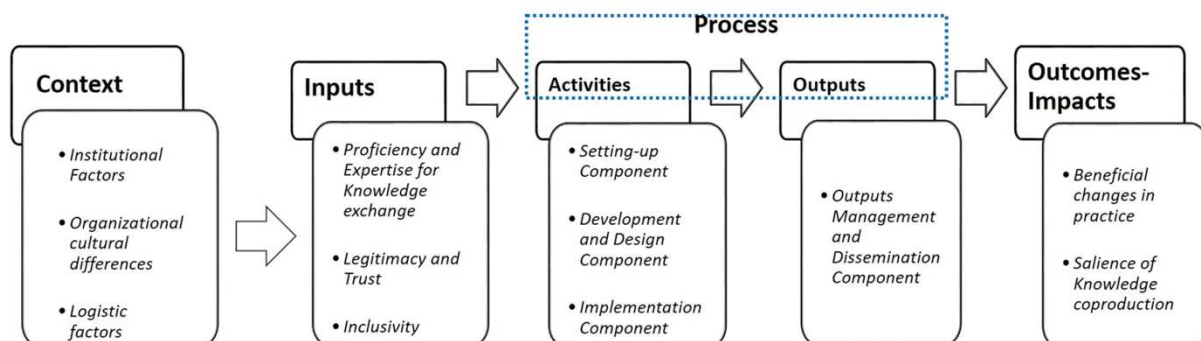 Process
Context
• Institutional
Factors
• Organizational
cultural
differences
• Logistic
factors
Inputs
• Proficiency and
Expertise for
Knowledge
exchange
• Legitimacy and
Trust
• Inclusivity
Activities
• Setting-up
Component
• Development
and Design
Component
• Implementation
Component
Outputs
• Outputs
Management
and
Dissemination
Component
Outcomes-
Impacts
• Beneficial
changes in
practice
• Salience of
Knowledge
coproduction